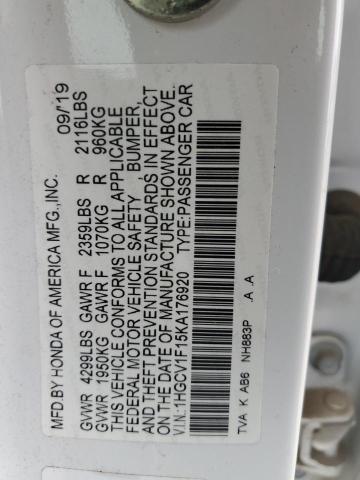 MFD.BY HONDA OF AMERICA MFG.,INC. 09/19
GVWR 4299LBS GAWR F 2359LBS R 2116LBS
GVWR 1950KG GAWR F 1070KG R 960KG
THIS VEHICLE CONFORMS TO ALL APPLICABLE
FEDERAL MOTOR VEHICLE SAFETY BUMPER,
AND THEFT PREVENTION STANDARDS IN EFFECT
ON THE DATE OF MANUFACTURE SHOWN ABOVE.
V.I.N.:1HGCV1F15KA176920 TYPE:PASSENGER CAR
TVA K AB6 NH883P .A .A